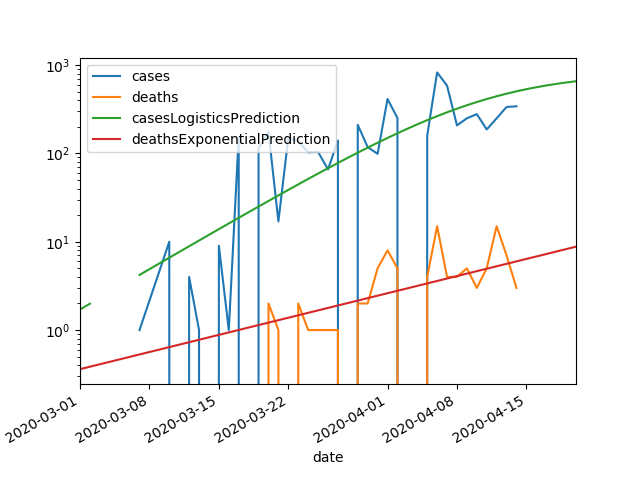 10³
cases
deaths
casesLogisticsPrediction
deathsExponentialPrediction
10²
10¹
10⁰
2020-03-01
2020-03-08
2020-03-15
2020-03-22
2020-04-01
2020-04-08
2020-04-15
date